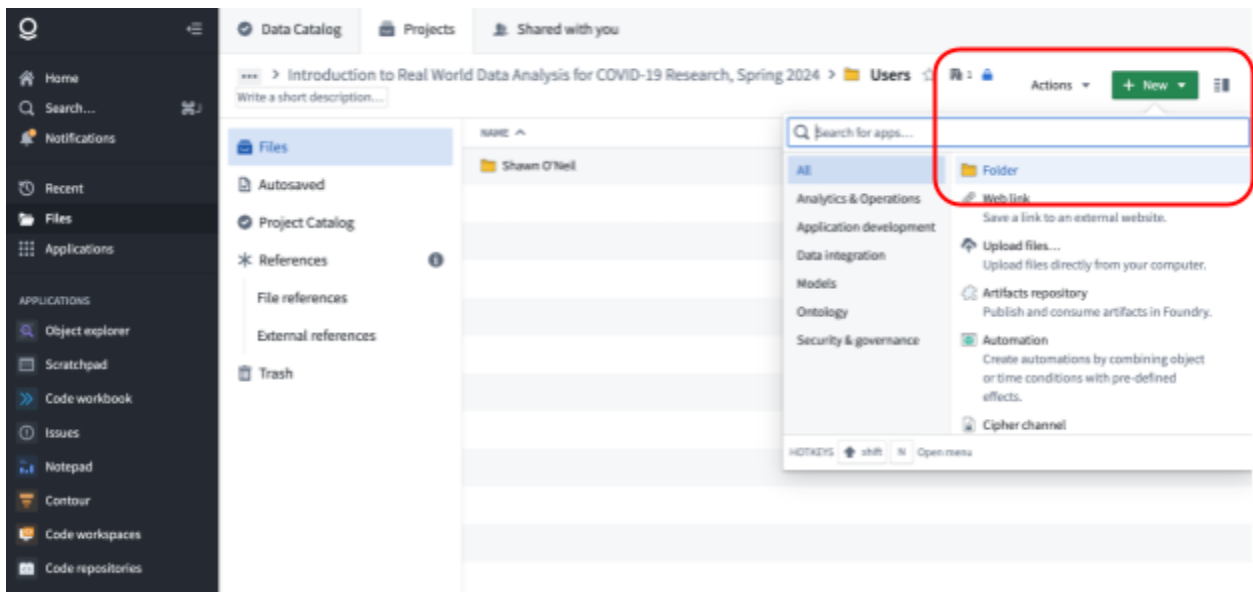 Data Catalog
Projects
Shared with you
Home
Search...
⌘J
Notifications
Recent
Files
Applications
APPLICATIONS
Object explorer
Scratchpad
Code workbook
Issues
Notepad
Contour
Code workspaces
Code repositories
... > Introduction to Real World Data Analysis for COVID-19 Research, Spring 2024 > Users
1
Write a short description...
Actions
+ New
Files
Autosaved
Project Catalog
References
File references
External references
Trash
NAME
Shawn O'Neil
Search for apps...
All
Analytics & Operations
Application development
Data integration
Models
Ontology
Security & governance
Folder
Web link
Save a link to an external website.
Upload files...
Upload files directly from your computer.
Artifacts repository
Publish and consume artifacts in Foundry.
Automation
Create automations by combining object
or time conditions with pre-defined
effects.
Cipher channel
HOTKEYS shift N Open menu